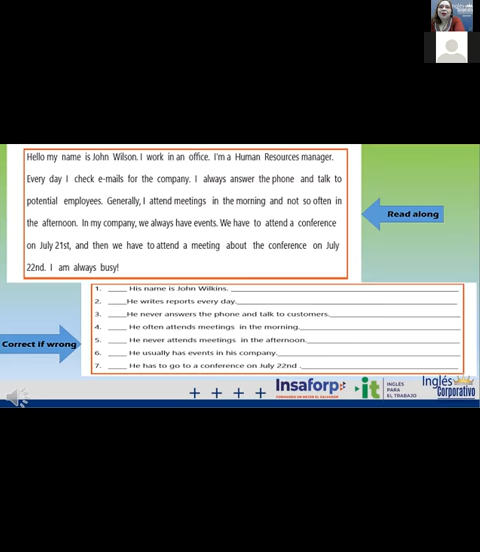 Hello my name is John Wilson. I work in an office. I'm a Human Resources manager.
Every day I check e-mails for the company. I always answer the phone and talk to
potential employees. Generally, I attend meetings in the morning and not so often in
the afternoon. In my company, we always have events. We have to attend a conference
on July 21st, and then we have to attend a meeting about the conference on July
22nd. I am always busy!
Read along
1. ____ His name is John Wilkins. ____
2. ____He writes reports every day.____
3. ____He never answers the phone and talk to customers.____
4. ____ He often attends meetings in the morning.____
5. ____ He never attends meetings in the afternoon.____
6. ____ He usually has events in his company.____
7. ____ He has to go to a conference on July 22nd .____
Correct if wrong
+ + + +
Insaforp
it
INGLÉS
PARA
EL TRABAJO
Inglés
Corporativo